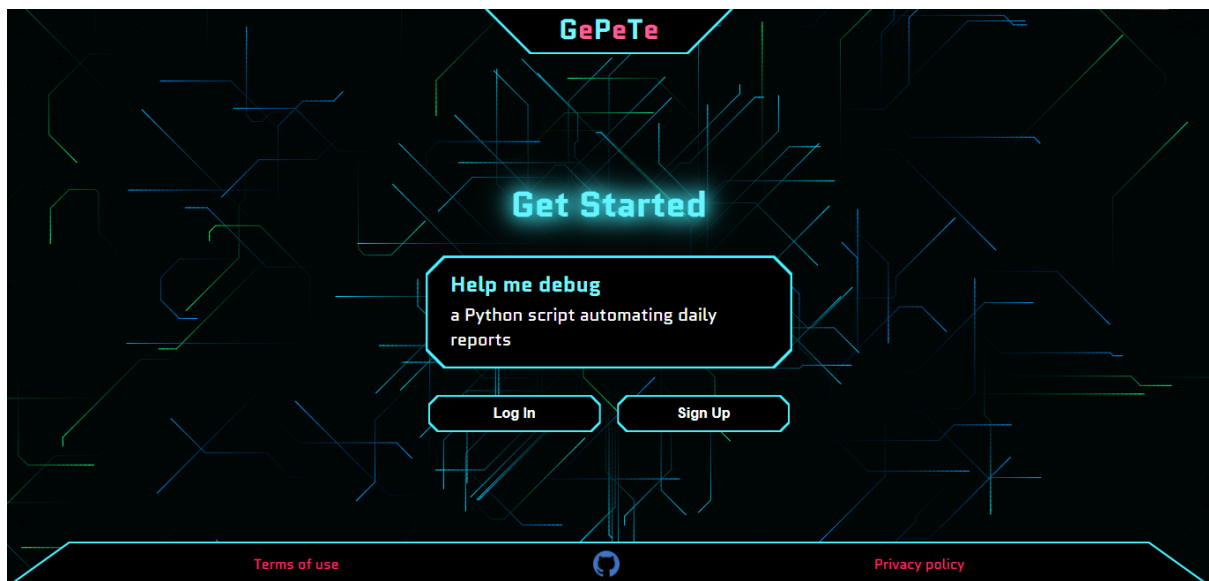 GePeTe
Get Started
Help me debug
a Python script automating daily
reports
Log In
Sign Up
Terms of use
Privacy policy